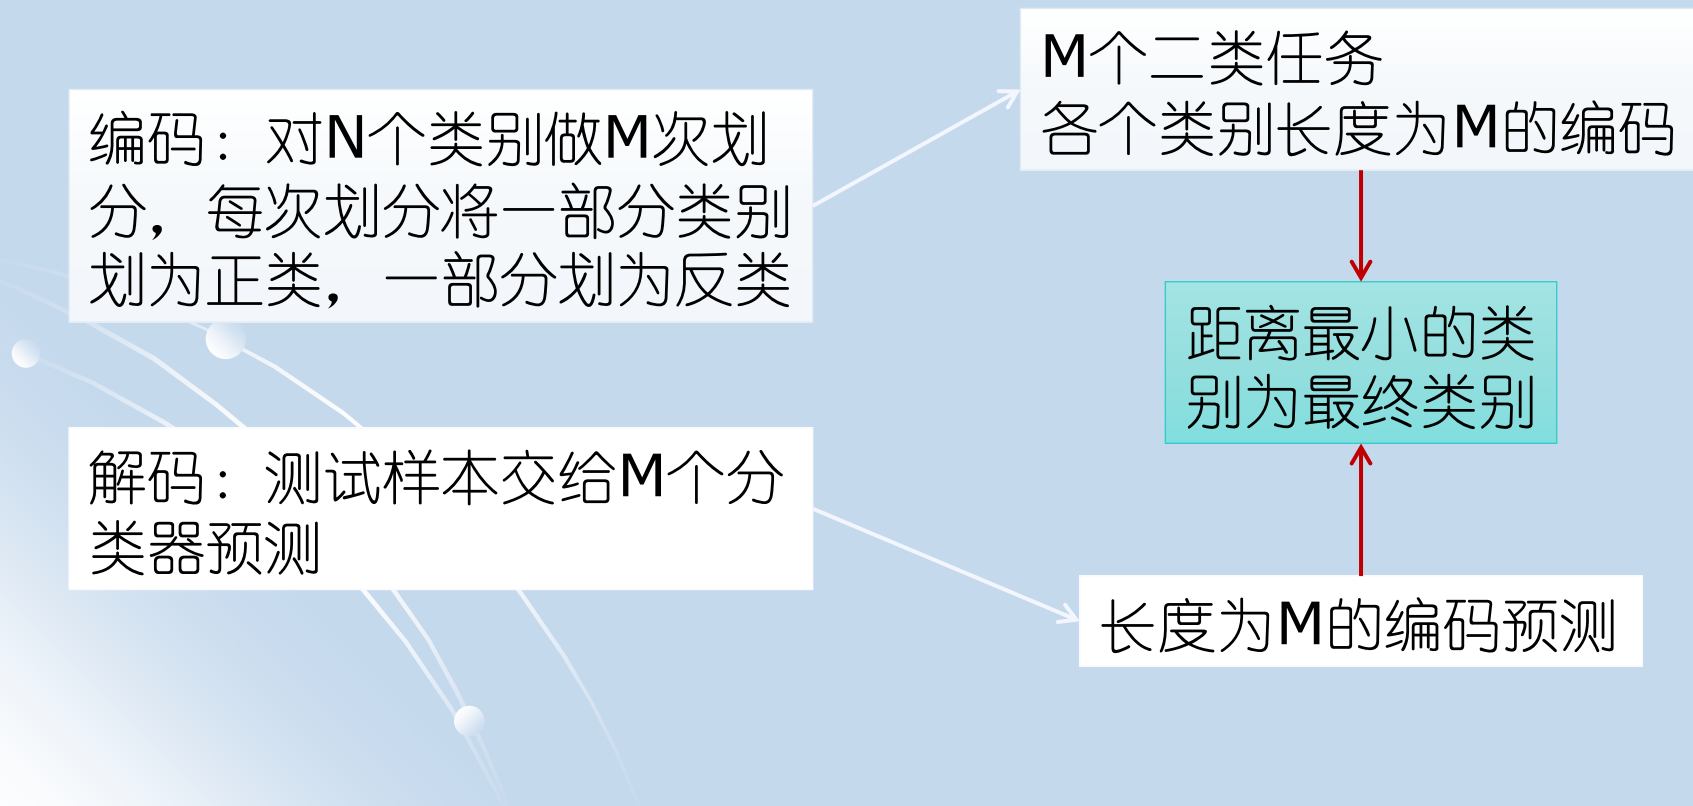 编码：对N个类别做M次划
分，每次划分将一部分类别
划为正类，一部分划为反类
M个二类任务
各个类别长度为M的编码
距离最小的类
别为最终类别
解码：测试样本交给M个分
类器预测
长度为M的编码预测